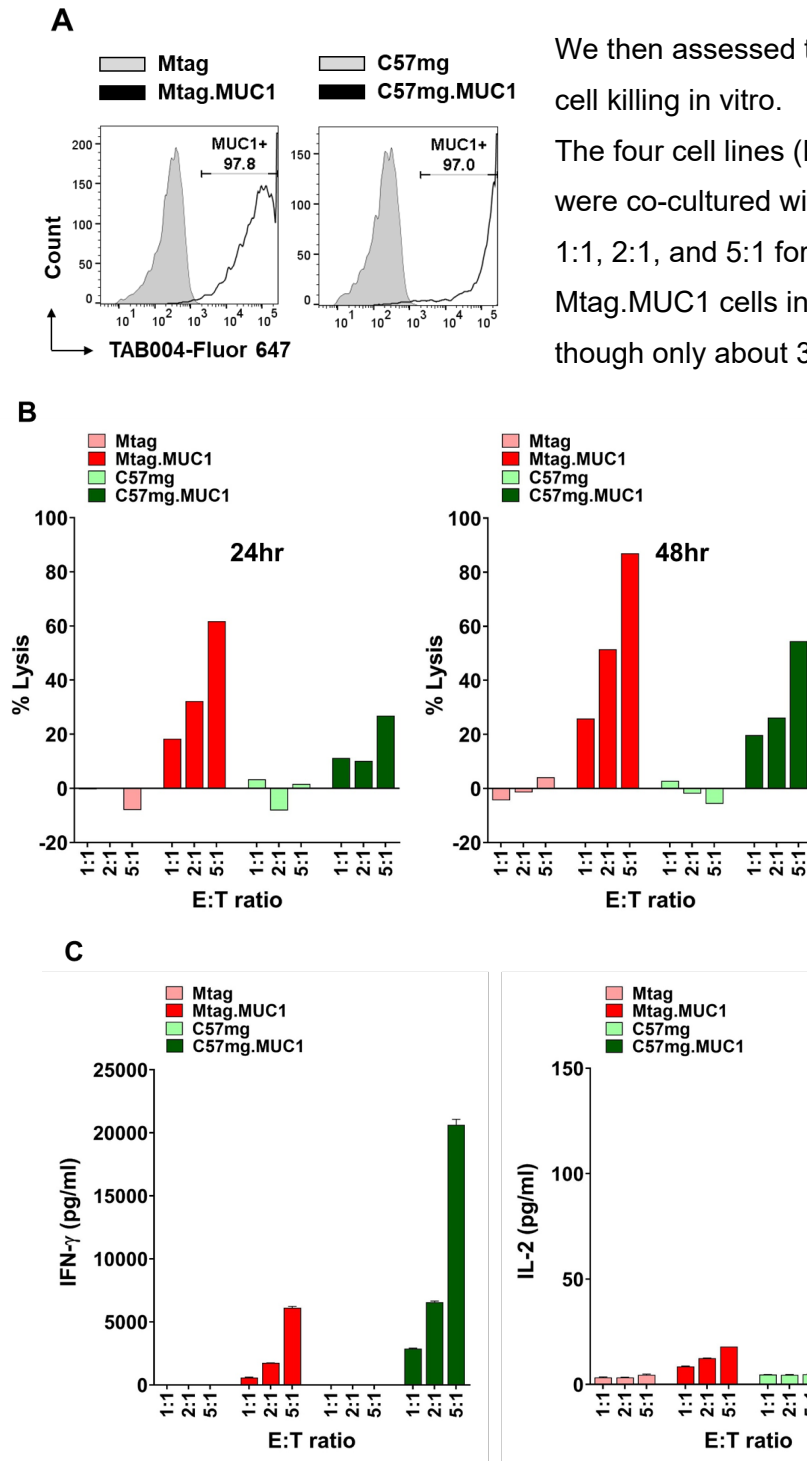 A
Mtag
Mtag.MUC1
C57mg
C57mg.MUC1
MUC1+
97.8
MUC1+
97.0
200
150
100
50
0
150
100
50
0
Count
10¹ 10² 10³ 10⁴ 10⁵
10¹ 10² 10³ 10⁴ 10⁵
TAB004-Fluor 647
We then assessed
cell killing in vitro.
The four cell lines
were co-cultured
1:1, 2:1, and 5:1 for
Mtag.MUC1 cells
though only about
B
Mtag
Mtag.MUC1
C57mg
C57mg.MUC1
24hr
% Lysis
100
80
60
40
20
0
-20
1:1 2:1 5:1 1:1 2:1 5:1 1:1 2:1 5:1 1:1 2:1 5:1
E:T ratio
Mtag
Mtag.MUC1
C57mg
C57mg.MUC1
48hr
% Lysis
100
80
60
40
20
0
-20
1:1 2:1 5:1 1:1 2:1 5:1 1:1 2:1 5:1 1:1 2:1 5:1
E:T ratio
C
Mtag
Mtag.MUC1
C57mg
C57mg.MUC1
IFN-γ (pg/ml)
25000
20000
15000
10000
5000
0
1:1 2:1 5:1 1:1 2:1 5:1 1:1 2:1 5:1 1:1 2:1 5:1
E:T ratio
Mtag
Mtag.MUC1
C57mg
C57mg.MUC1
IL-2 (pg/ml)
150
100
50
0
1:1 2:1 5:1 1:1 2:1 5:1 1:1 2:1
E:T ratio